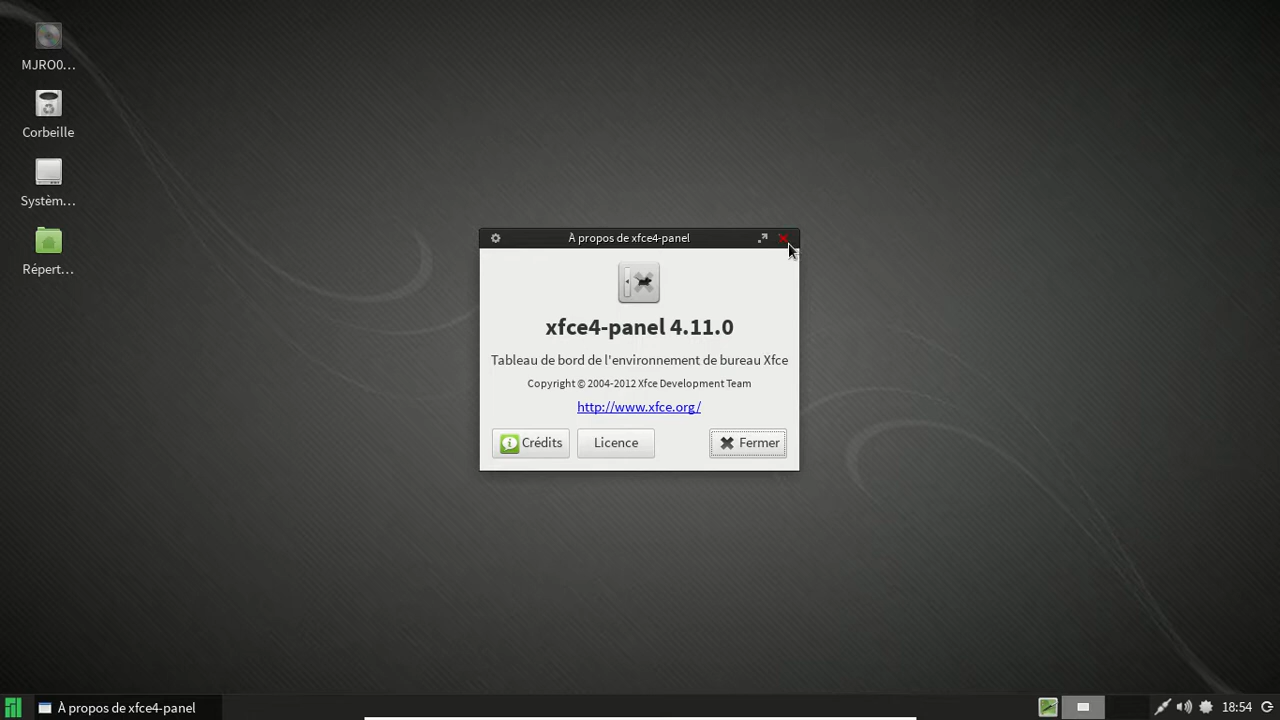 MJRO0…
Corbeille
Systèm…
Répert…
À propos de xfce4-panel
xfce4-panel 4.11.0
Tableau de bord de l'environnement de bureau Xfce
Copyright © 2004-2012 Xfce Development Team
http://www.xfce.org/
Crédits
Licence
Fermer
À propos de xfce4-panel
18:54